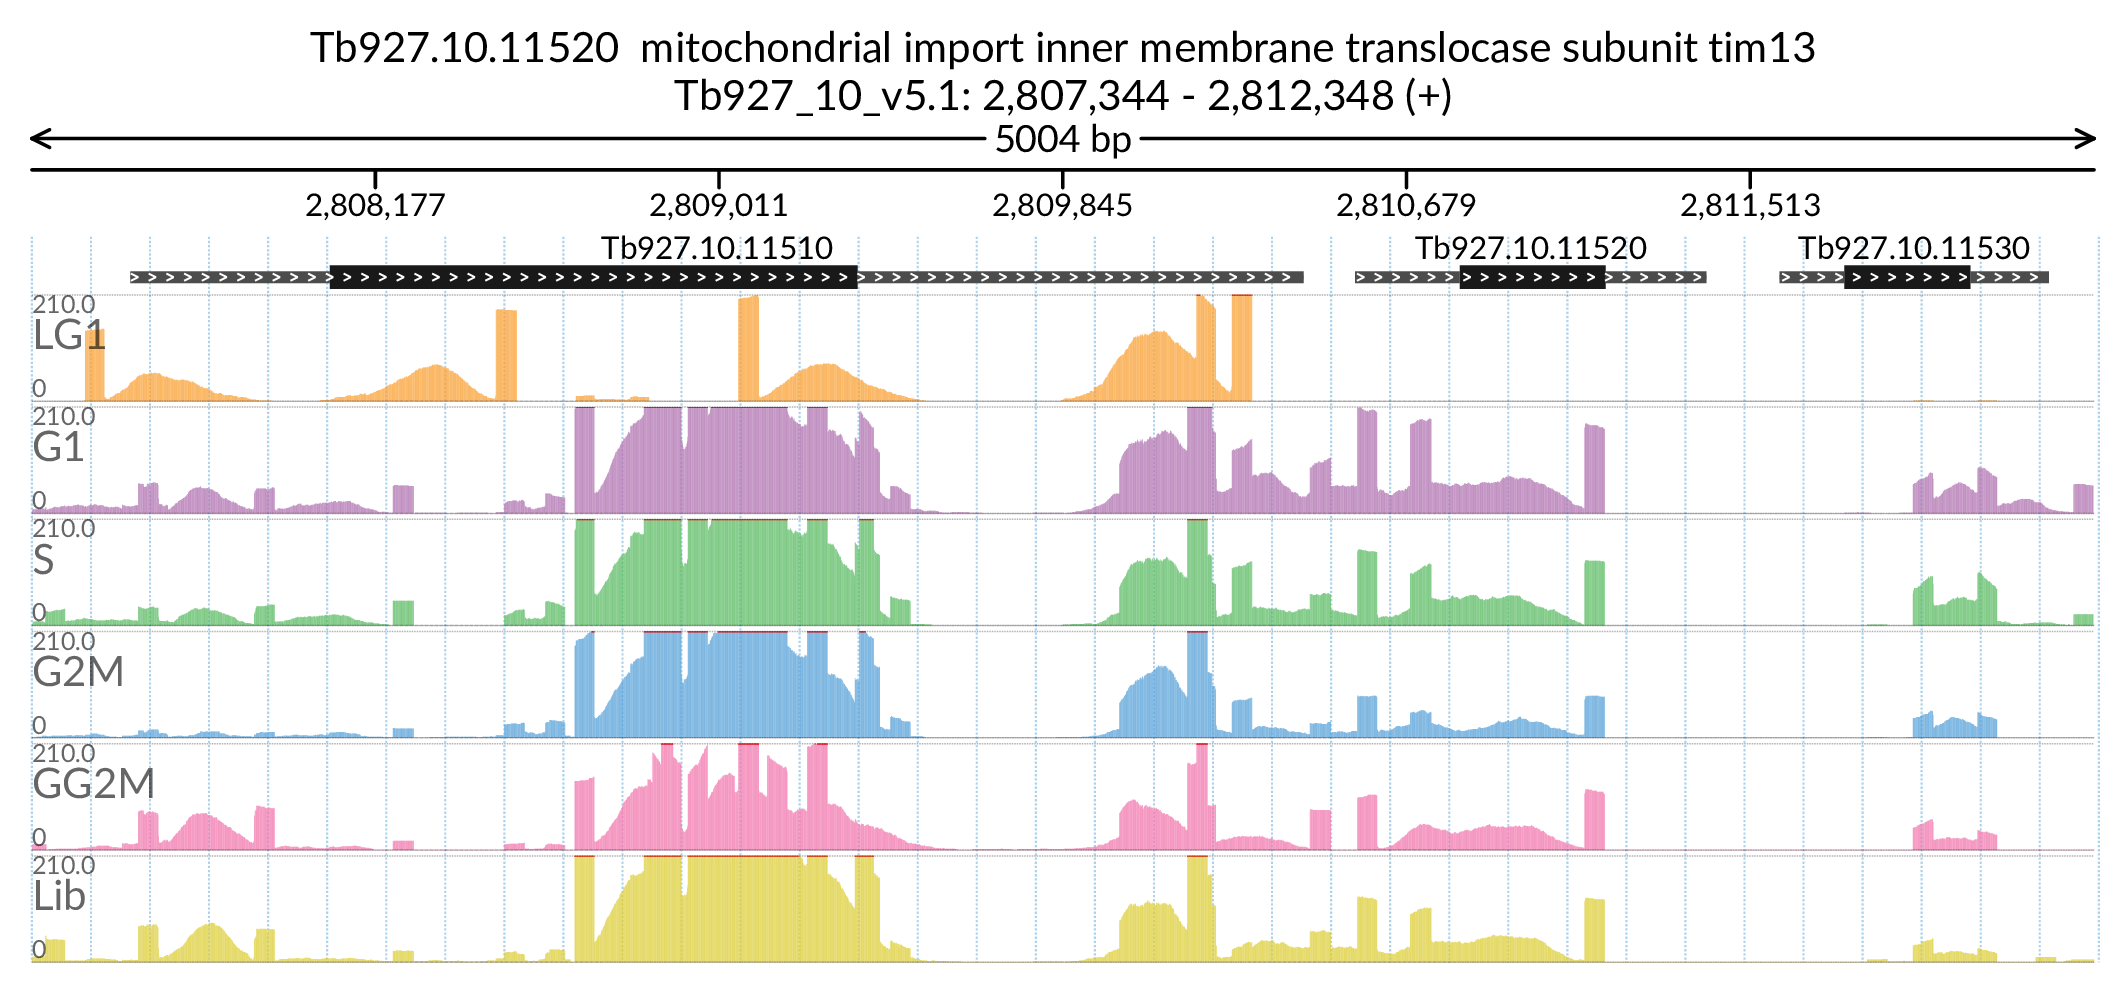 Tb927.10.11520  mitochondrial import inner membrane translocase subunit tim13
Tb927_10_v5.1: 2,807,344 - 2,812,348 (+)
5004 bp
2,808,177 2,809,011 2,809,845 2,810,679 2,811,513
Tb927.10.11510 Tb927.10.11520 Tb927.10.11530
210.0
LG1
0
210.0
G1
0
210.0
S
0
210.0
G2M
0
210.0
GG2M
0
210.0
Lib
0